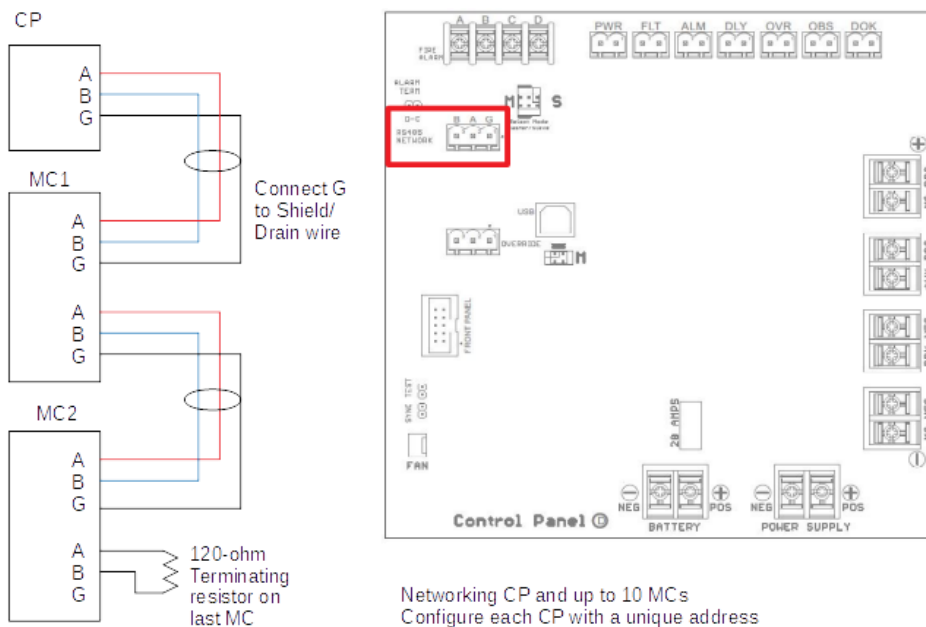 CP
A
B
G
MC1
A
B
G
Connect G
to Shield/
Drain wire
A
B
G
MC2
A
B
G
A
B
G
120-ohm
Terminating
resistor on
last MC
A B C D
FIRE
ALARM
PWR FLT ALM DLY OVR OBS DOK
ALARM
TERM
M S
D-C
RS485
NETWORK
B A G
USB
OVERRIDE
M
FRONT PANEL
SYNC TEST
FAN
20 AMPS
NEG POS
BATTERY
NEG POS
POWER SUPPLY
Control Panel
Networking CP and up to 10 MCs
Configure each CP with a unique address